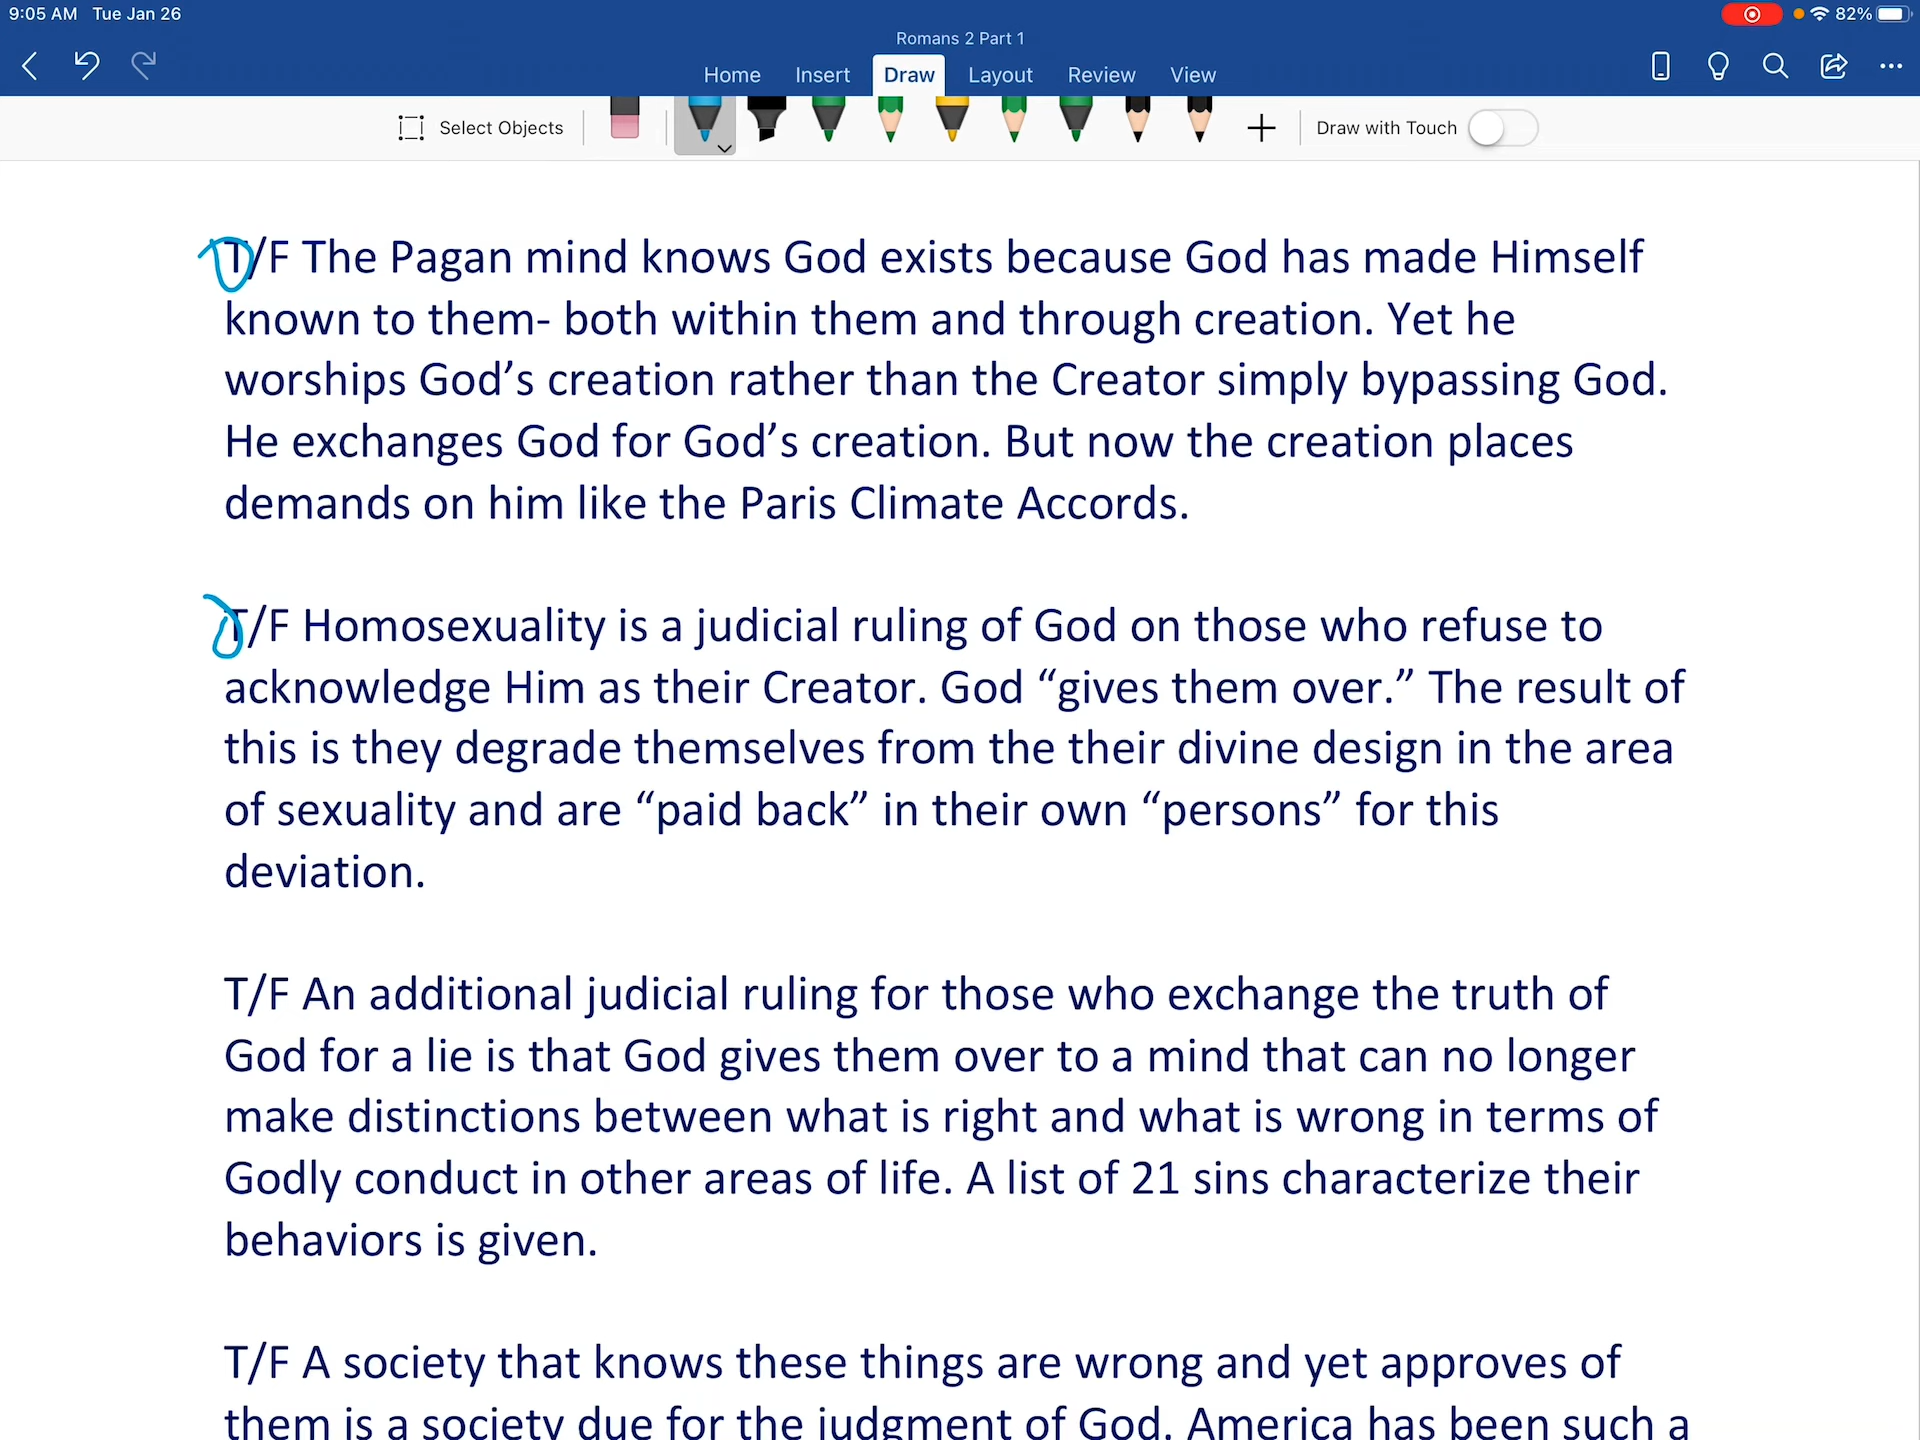 9:05 AM Tue Jan 26 82%
Romans 2 Part 1
Home Insert Draw Layout Review View
Select Objects Draw with Touch
T/F The Pagan mind knows God exists because God has made Himself
known to them- both within them and through creation. Yet he
worships God’s creation rather than the Creator simply bypassing God.
He exchanges God for God’s creation. But now the creation places
demands on him like the Paris Climate Accords.
T/F Homosexuality is a judicial ruling of God on those who refuse to
acknowledge Him as their Creator. God “gives them over.” The result of
this is they degrade themselves from the their divine design in the area
of sexuality and are “paid back” in their own “persons” for this
deviation.
T/F An additional judicial ruling for those who exchange the truth of
God for a lie is that God gives them over to a mind that can no longer
make distinctions between what is right and what is wrong in terms of
Godly conduct in other areas of life. A list of 21 sins characterize their
behaviors is given.
T/F A society that knows these things are wrong and yet approves of
them is a society due for the judgment of God. America has been such a